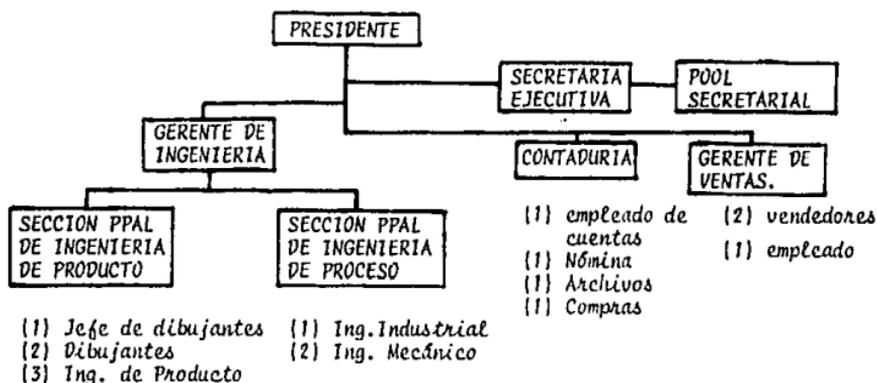 PRESIDENTE
SECRETARIA
EJECUTIVA
POOL
SECRETARIAL
GERENTE DE
INGENIERIA
CONTADURIA
GERENTE DE
VENTAS.
SECCION PPAL
DE INGENIERIA
DE PRODUCTO
SECCION PPAL
DE INGENIERIA
DE PROCESO
(1) empleado de
cuentas
(1) Nómina
(1) Archivos
(1) Compras
(2) vendedores
(1) empleado
(1) Jefe de dibujantes
(2) Dibujantes
(3) Ing. de Producto
(1) Ing.Industrial
(2) Ing. Mecánico